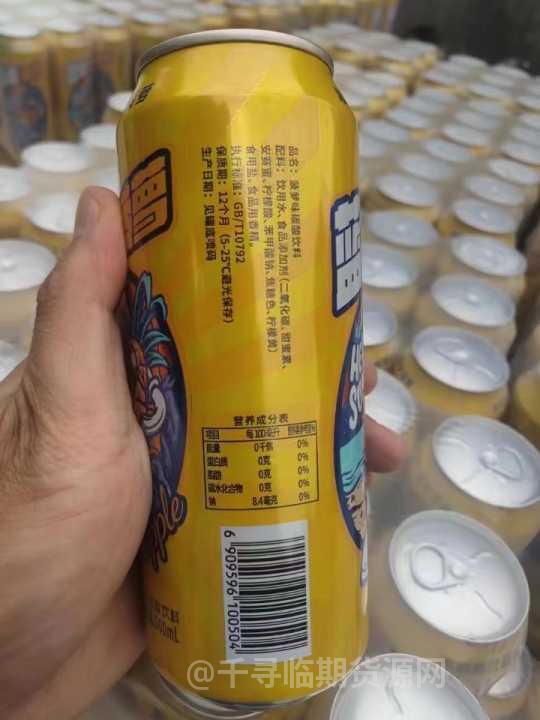 品名：菠萝味碳酸饮料
配料：饮用水、食品添加剂(二氧化碳、甜蜜素、
安赛蜜、柠檬酸、苯甲酸钠、焦糖色、柠檬黄)
食用盐、食品用香精。
执行标准：GB/T10792
保质期：12个月 (5-25℃避光保存)
生产日期：见罐底喷码
营养成分表
项目 每100毫升 营养素参考值%
能量 0千焦 0%
蛋白质 0克 0%
脂肪 0克 0%
碳水化合物 0克 0%
钠 8.4毫克 0%
6 909596 100504
apple
500mL
@千寻临期货源网